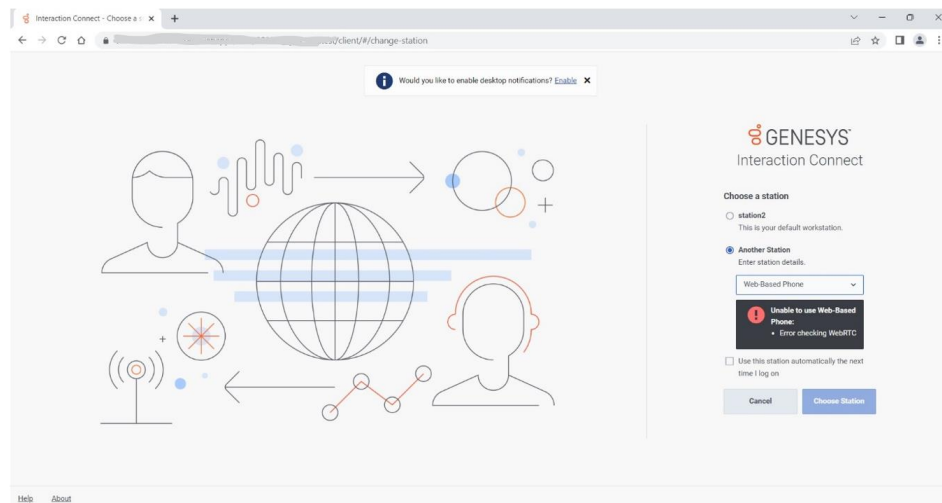 Interaction Connect - Choose a s
/client/#/change-station
Would you like to enable desktop notifications? Enable
GENESYS™
Interaction Connect
Choose a station
station2
This is your default workstation.
Another Station
Enter station details.
Web-Based Phone
Unable to use Web-Based
Phone:
• Error checking WebRTC
Use this station automatically the next
time I log on
Cancel
Choose Station
Help
About